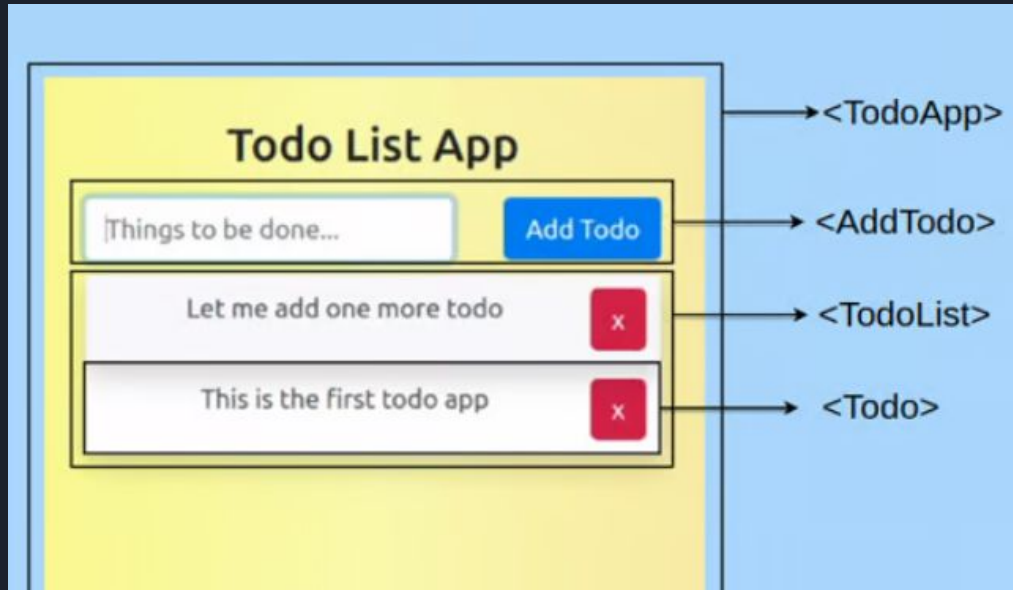 Todo List App
<TodoApp>
Things to be done...
Add Todo
<AddTodo>
Let me add one more todo
x
<TodoList>
This is the first todo app
x
<Todo>